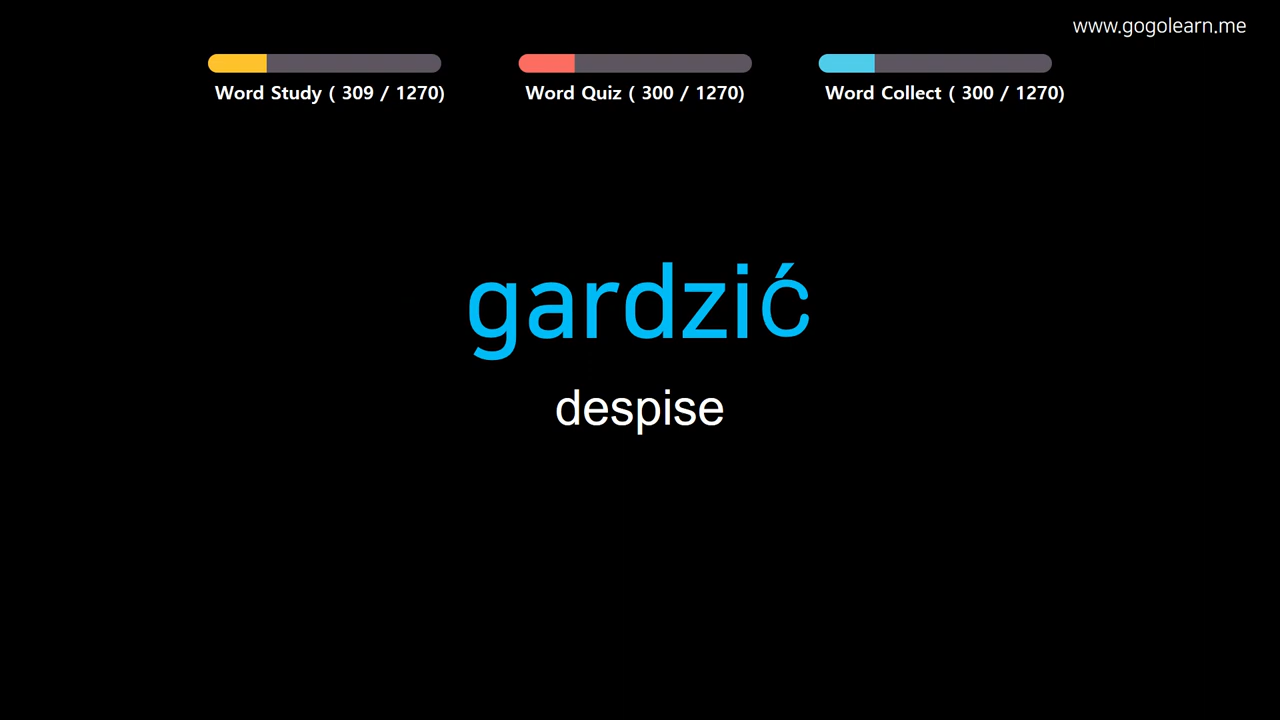 www.gogolearn.me
Word Study ( 309 / 1270)
Word Quiz ( 300 / 1270)
Word Collect ( 300 / 1270)
gardzić
despise